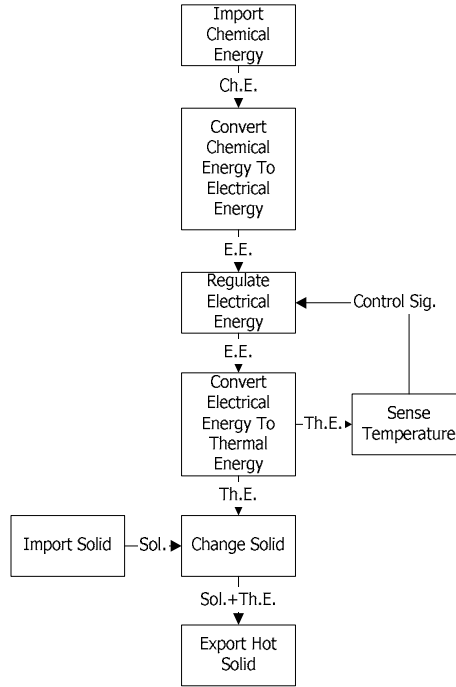 Import
Chemical
Energy
Ch.E.
Convert
Chemical
Energy To
Electrical
Energy
E.E.
Regulate
Electrical
Energy
Control Sig.
E.E.
Convert
Electrical
Energy To
Thermal
Energy
Th.E.
Sense
Temperature
Th.E.
Import Solid
Sol.
Change Solid
Sol.+Th.E.
Export Hot
Solid